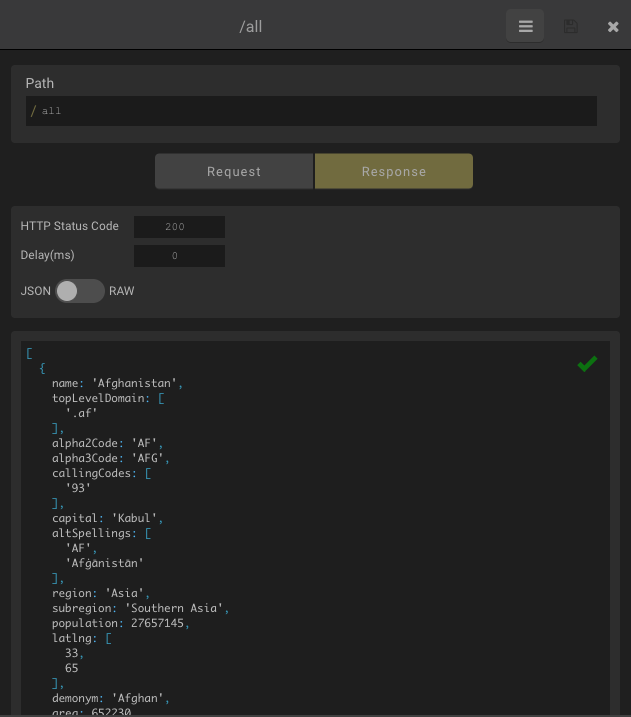 /all
Path
/ all
Request Response
HTTP Status Code 200
Delay(ms) 0
JSON RAW
[
{
name: 'Afghanistan',
topLevelDomain: [
'.af'
],
alpha2Code: 'AF',
alpha3Code: 'AFG',
callingCodes: [
'93'
],
capital: 'Kabul',
altSpellings: [
'AF',
'Afġānistān'
],
region: 'Asia',
subregion: 'Southern Asia',
population: 27657145,
latlng: [
33,
65
],
demonym: 'Afghan',
area: 652230